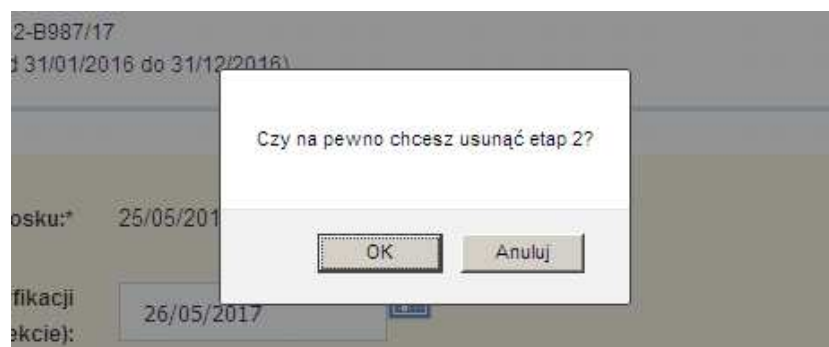 2-B987/17
d 31/01/2016 do 31/12/2016)
Czy na pewno chcesz usunąć etap 2?
osku:* 25/05/201
OK Anuluj
fikacji
26/05/2017
ekcie):